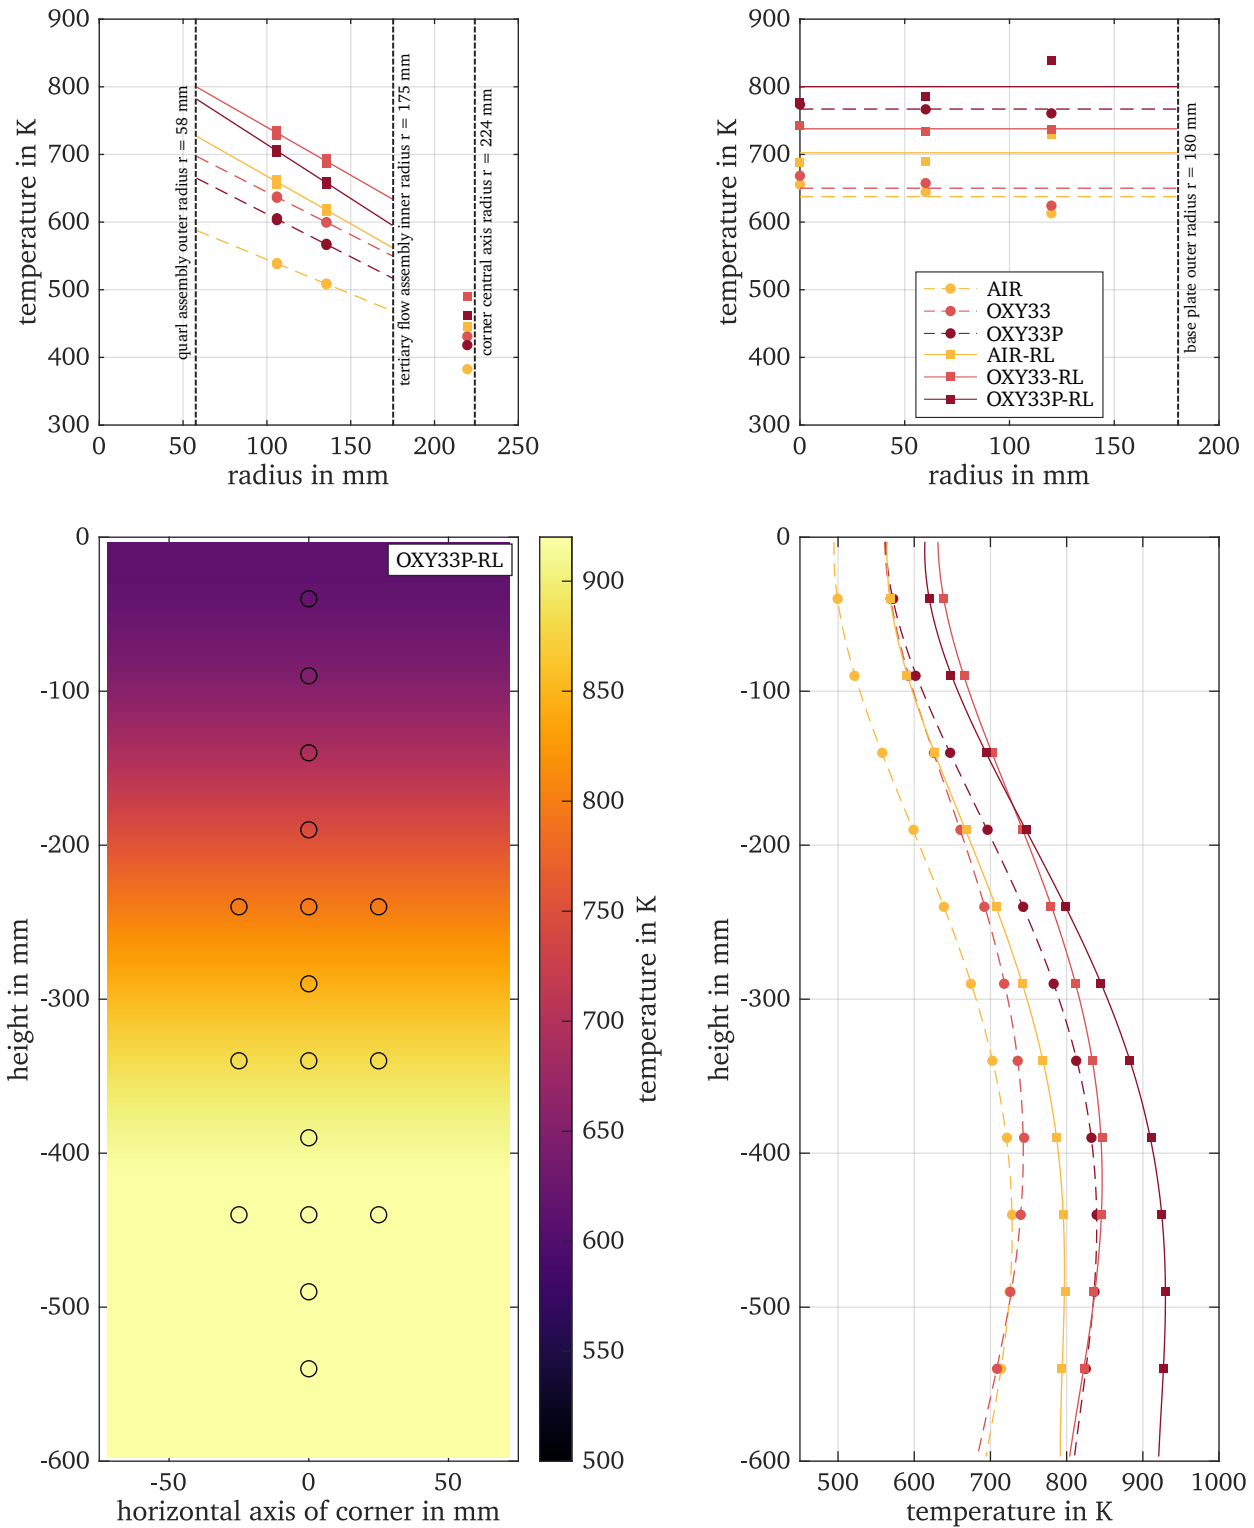 900
800
700
600
500
400
300
0
50
100
150
200
250
temperature in K
radius in mm
quarl assembly outer radius r = 58 mm
tertiary flow assembly inner radius r = 175 mm
corner central axis radius r = 224 mm
900
800
700
600
500
400
300
0
50
100
150
200
temperature in K
radius in mm
base plate outer radius r = 180 mm
AIR
OXY33
OXY33P
AIR-RL
OXY33-RL
OXY33P-RL
0
-100
-200
-300
-400
-500
-600
-50
0
50
height in mm
horizontal axis of corner in mm
OXY33P-RL
900
850
800
750
700
650
600
550
500
temperature in K
0
-100
-200
-300
-400
-500
-600
500
600
700
800
900
1000
height in mm
temperature in K